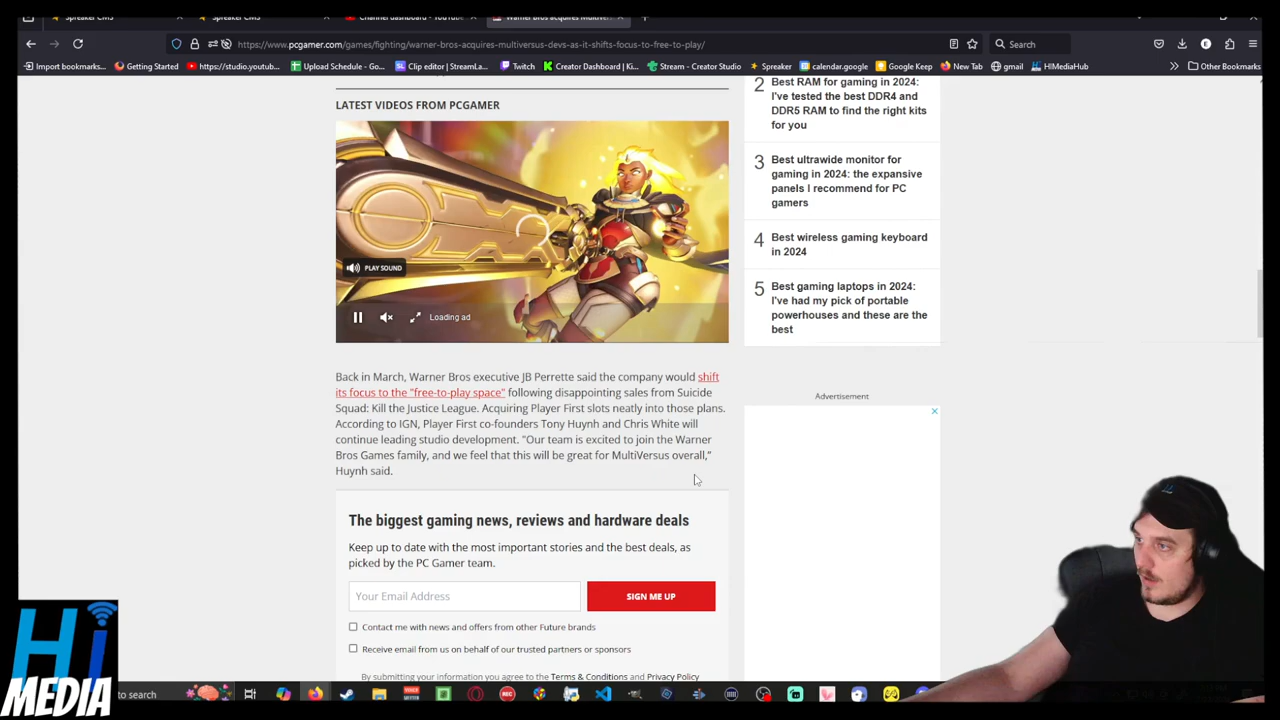 Spreaker CMS
Spreaker CMS
Channel dashboard - YouTube
Warner Bros acquires MultiVer
https://www.pcgamer.com/games/fighting/warner-bros-acquires-multiversus-devs-as-it-shifts-focus-to-free-to-play/
Search
Import bookmarks...
Getting Started
https://studio.youtub...
Upload Schedule - Go...
Clip editor | StreamLa...
Twitch
Creator Dashboard | Ki...
Stream - Creator Studio
Spreaker
calendar.google
Google Keep
New Tab
gmail
HIMediaHub
Other Bookmarks
LATEST VIDEOS FROM PCGAMER
PLAY SOUND
Loading ad
Back in March, Warner Bros executive JB Perrette said the company would shift
its focus to the "free-to-play space" following disappointing sales from Suicide
Squad: Kill the Justice League. Acquiring Player First slots neatly into those plans.
According to IGN, Player First co-founders Tony Huynh and Chris White will
continue leading studio development. "Our team is excited to join the Warner
Bros Games family, and we feel that this will be great for MultiVersus overall,"
Huynh said.
The biggest gaming news, reviews and hardware deals
Keep up to date with the most important stories and the best deals, as
picked by the PC Gamer team.
Your Email Address
SIGN ME UP
Contact me with news and offers from other Future brands
Receive email from us on behalf of our trusted partners or sponsors
By submitting your information you agree to the Terms & Conditions and Privacy Policy
2 Best RAM for gaming in 2024:
I've tested the best DDR4 and
DDR5 RAM to find the right kits
for you
3 Best ultrawide monitor for
gaming in 2024: the expansive
panels I recommend for PC
gamers
4 Best wireless gaming keyboard
in 2024
5 Best gaming laptops in 2024:
I've had my pick of portable
powerhouses and these are the
best
Advertisement
Hi
MEDIA
to search
REC